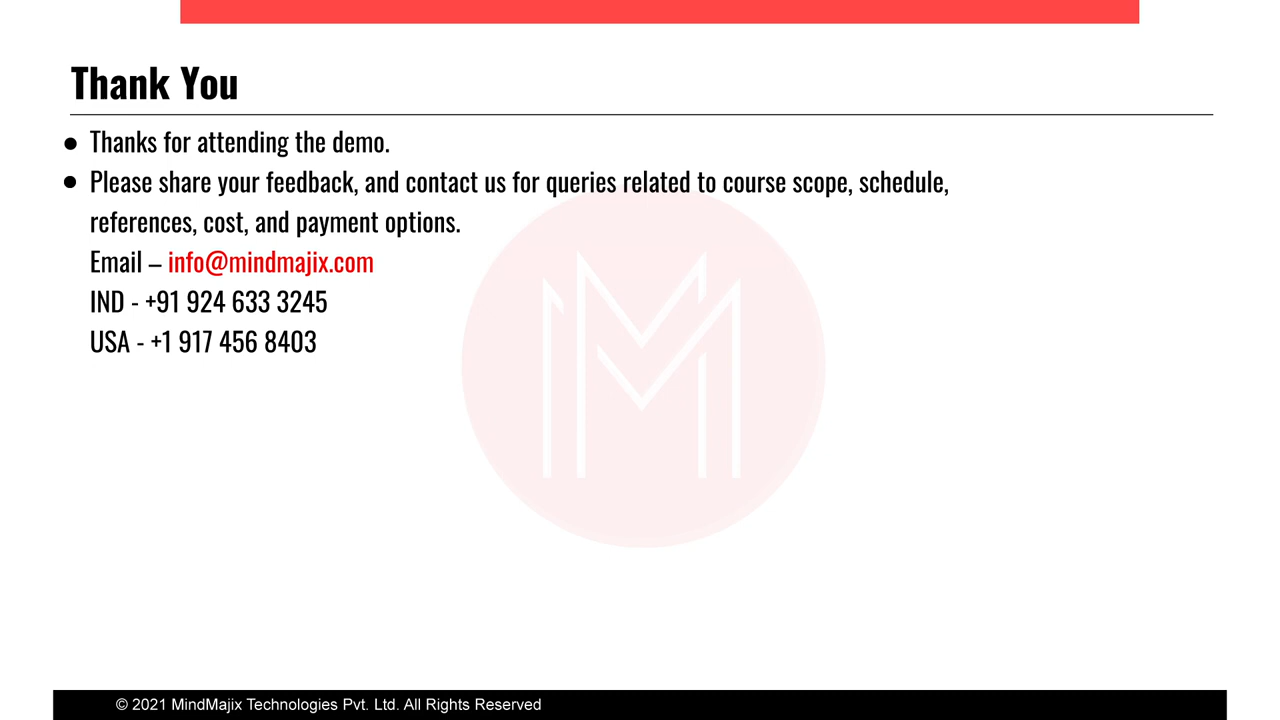 Thank You
● Thanks for attending the demo.
● Please share your feedback, and contact us for queries related to course scope, schedule,
references, cost, and payment options.
Email – info@mindmajix.com
IND - +91 924 633 3245
USA - +1 917 456 8403
© 2021 MindMajix Technologies Pvt. Ltd. All Rights Reserved